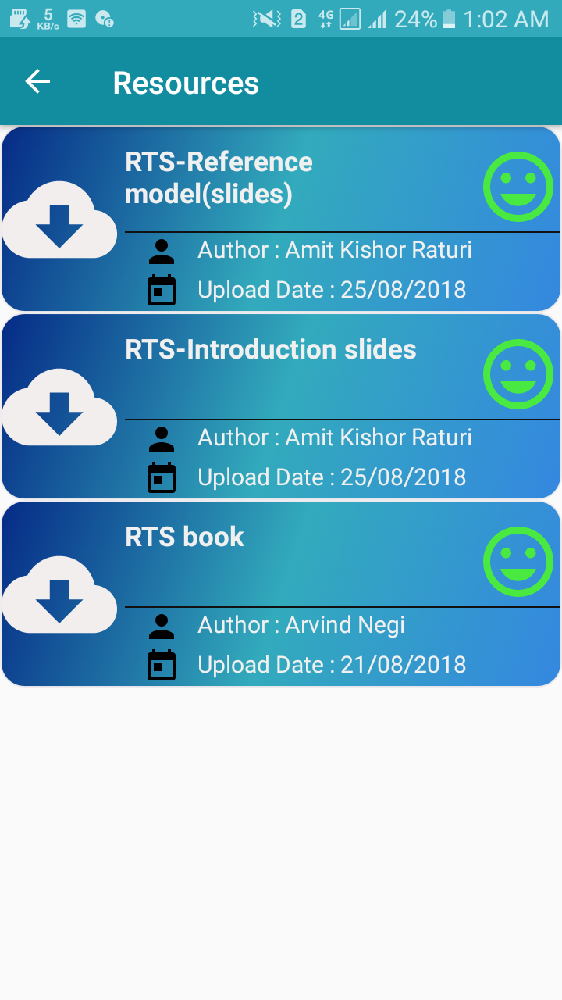 5
KB/s
2
4G
24%
1:02 AM
Resources
RTS-Reference
model(slides)
Author : Amit Kishor Raturi
Upload Date : 25/08/2018
RTS-Introduction slides
Author : Amit Kishor Raturi
Upload Date : 25/08/2018
RTS book
Author : Arvind Negi
Upload Date : 21/08/2018